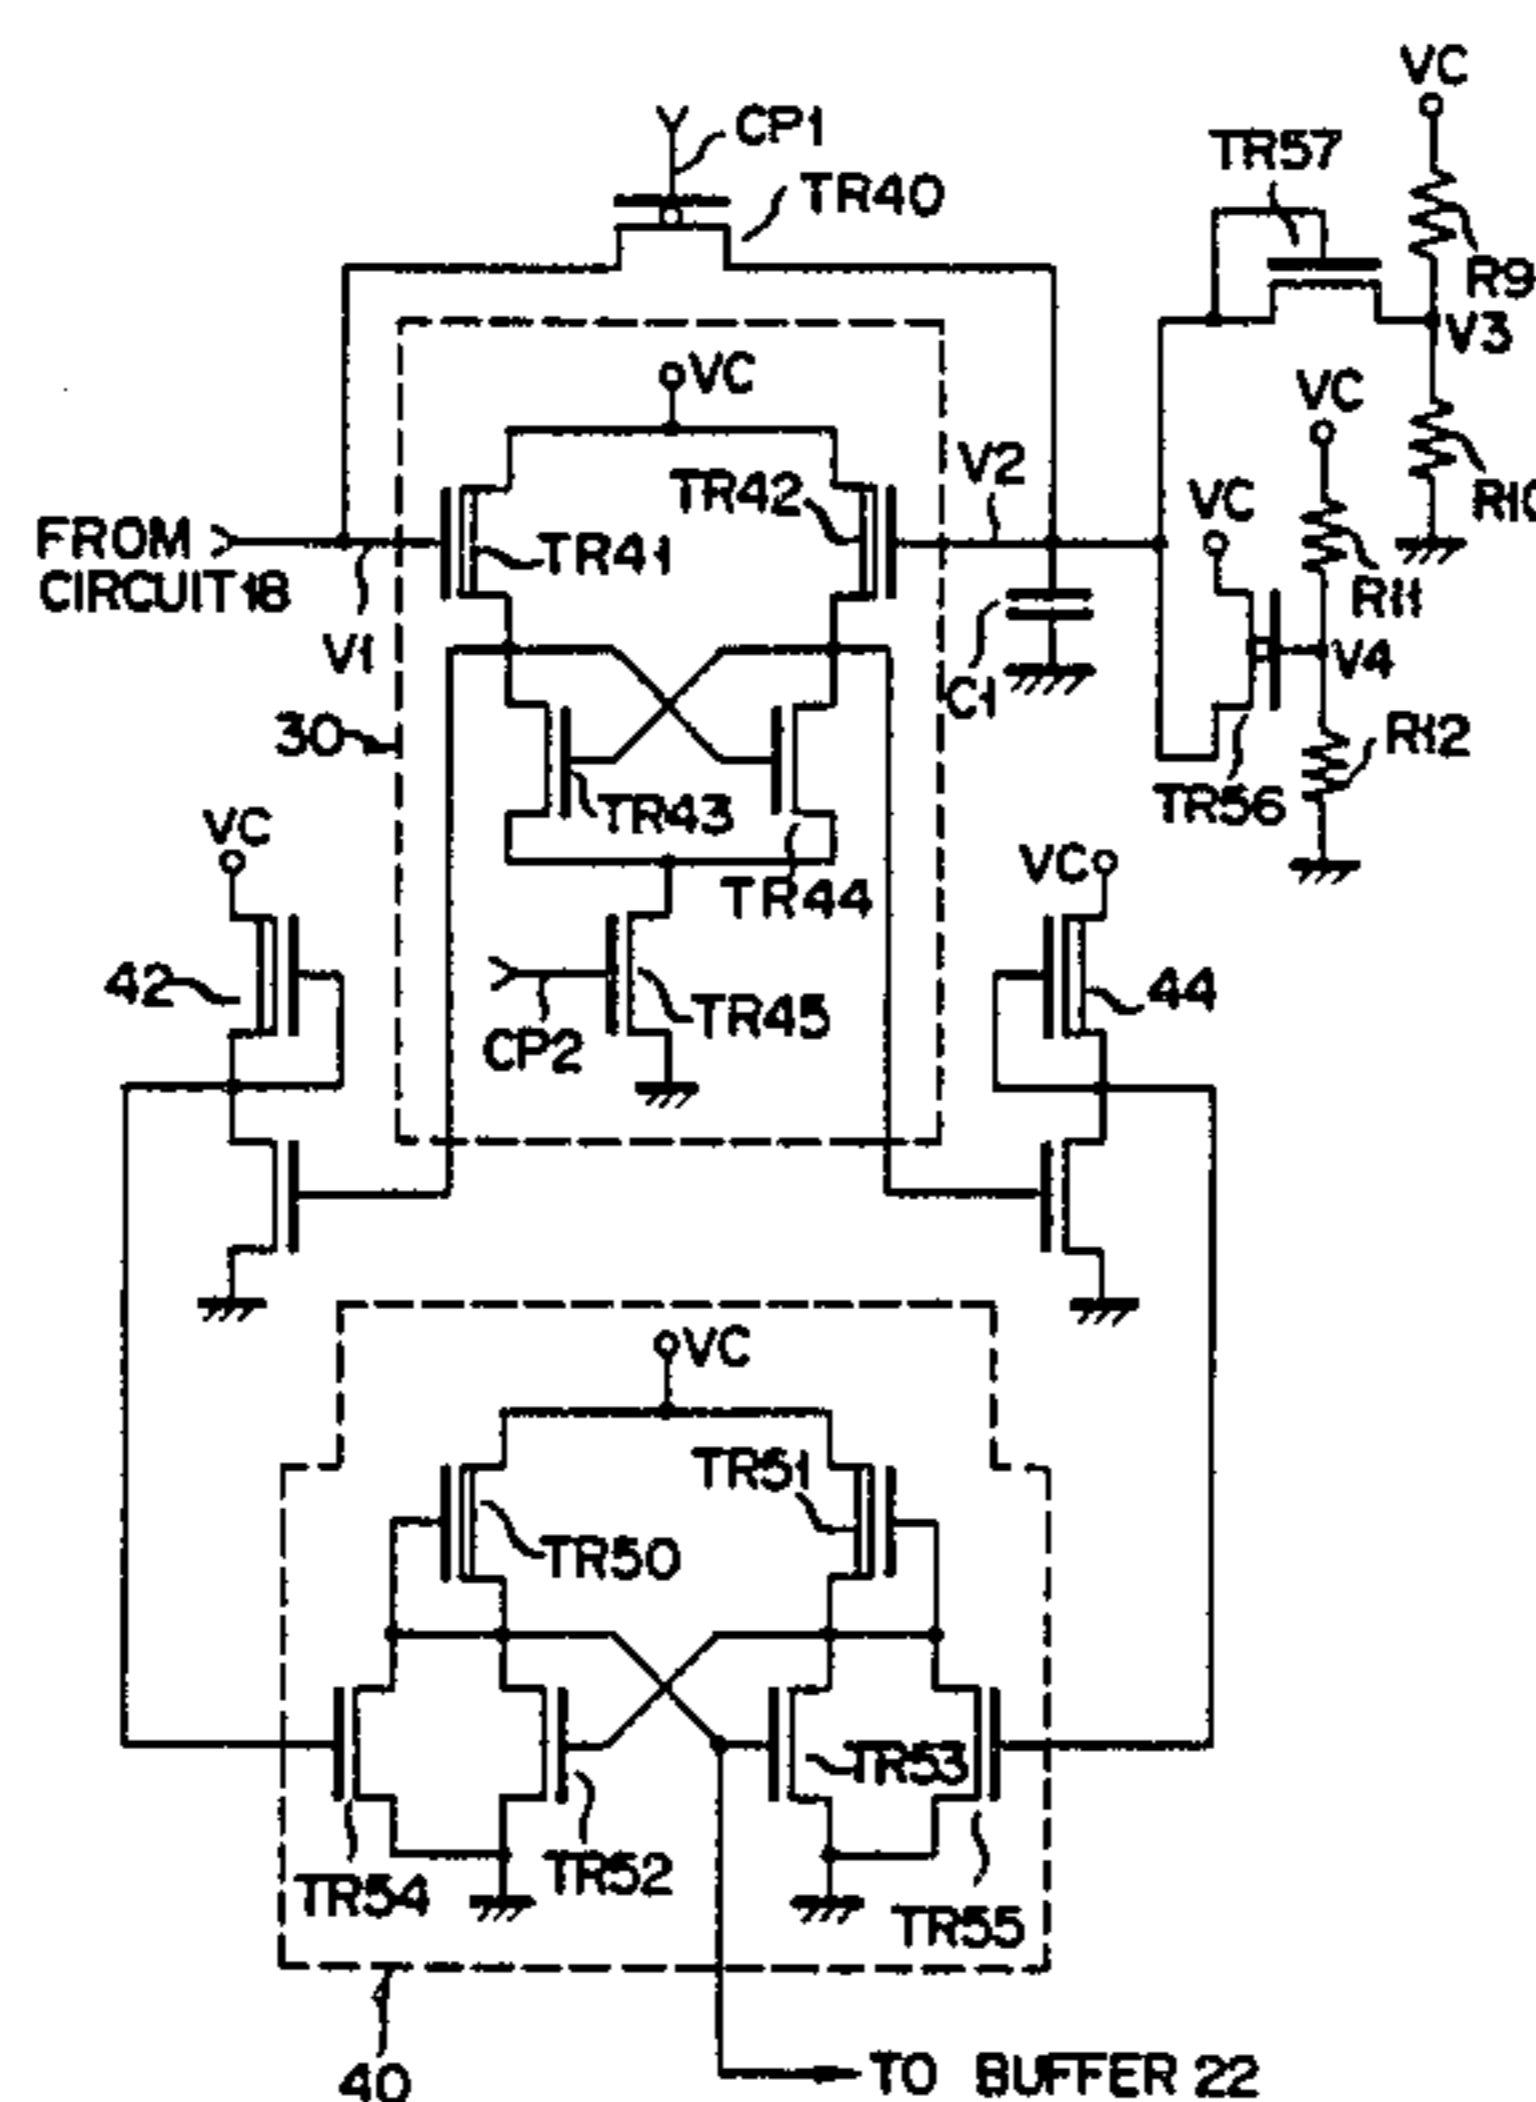 VC
CP1
TR57
TR40
R9
V3
VC
VC
V2
TR42
VC
R10
FROM
CIRCUIT 18
TR41
R11
V1
V4
C1
30
R12
TR43
TR56
VC
VC
TR44
42
44
TR45
CP2
VC
TR51
TR50
TR53
TR52
TR54
TR55
40
TO BUFFER 22